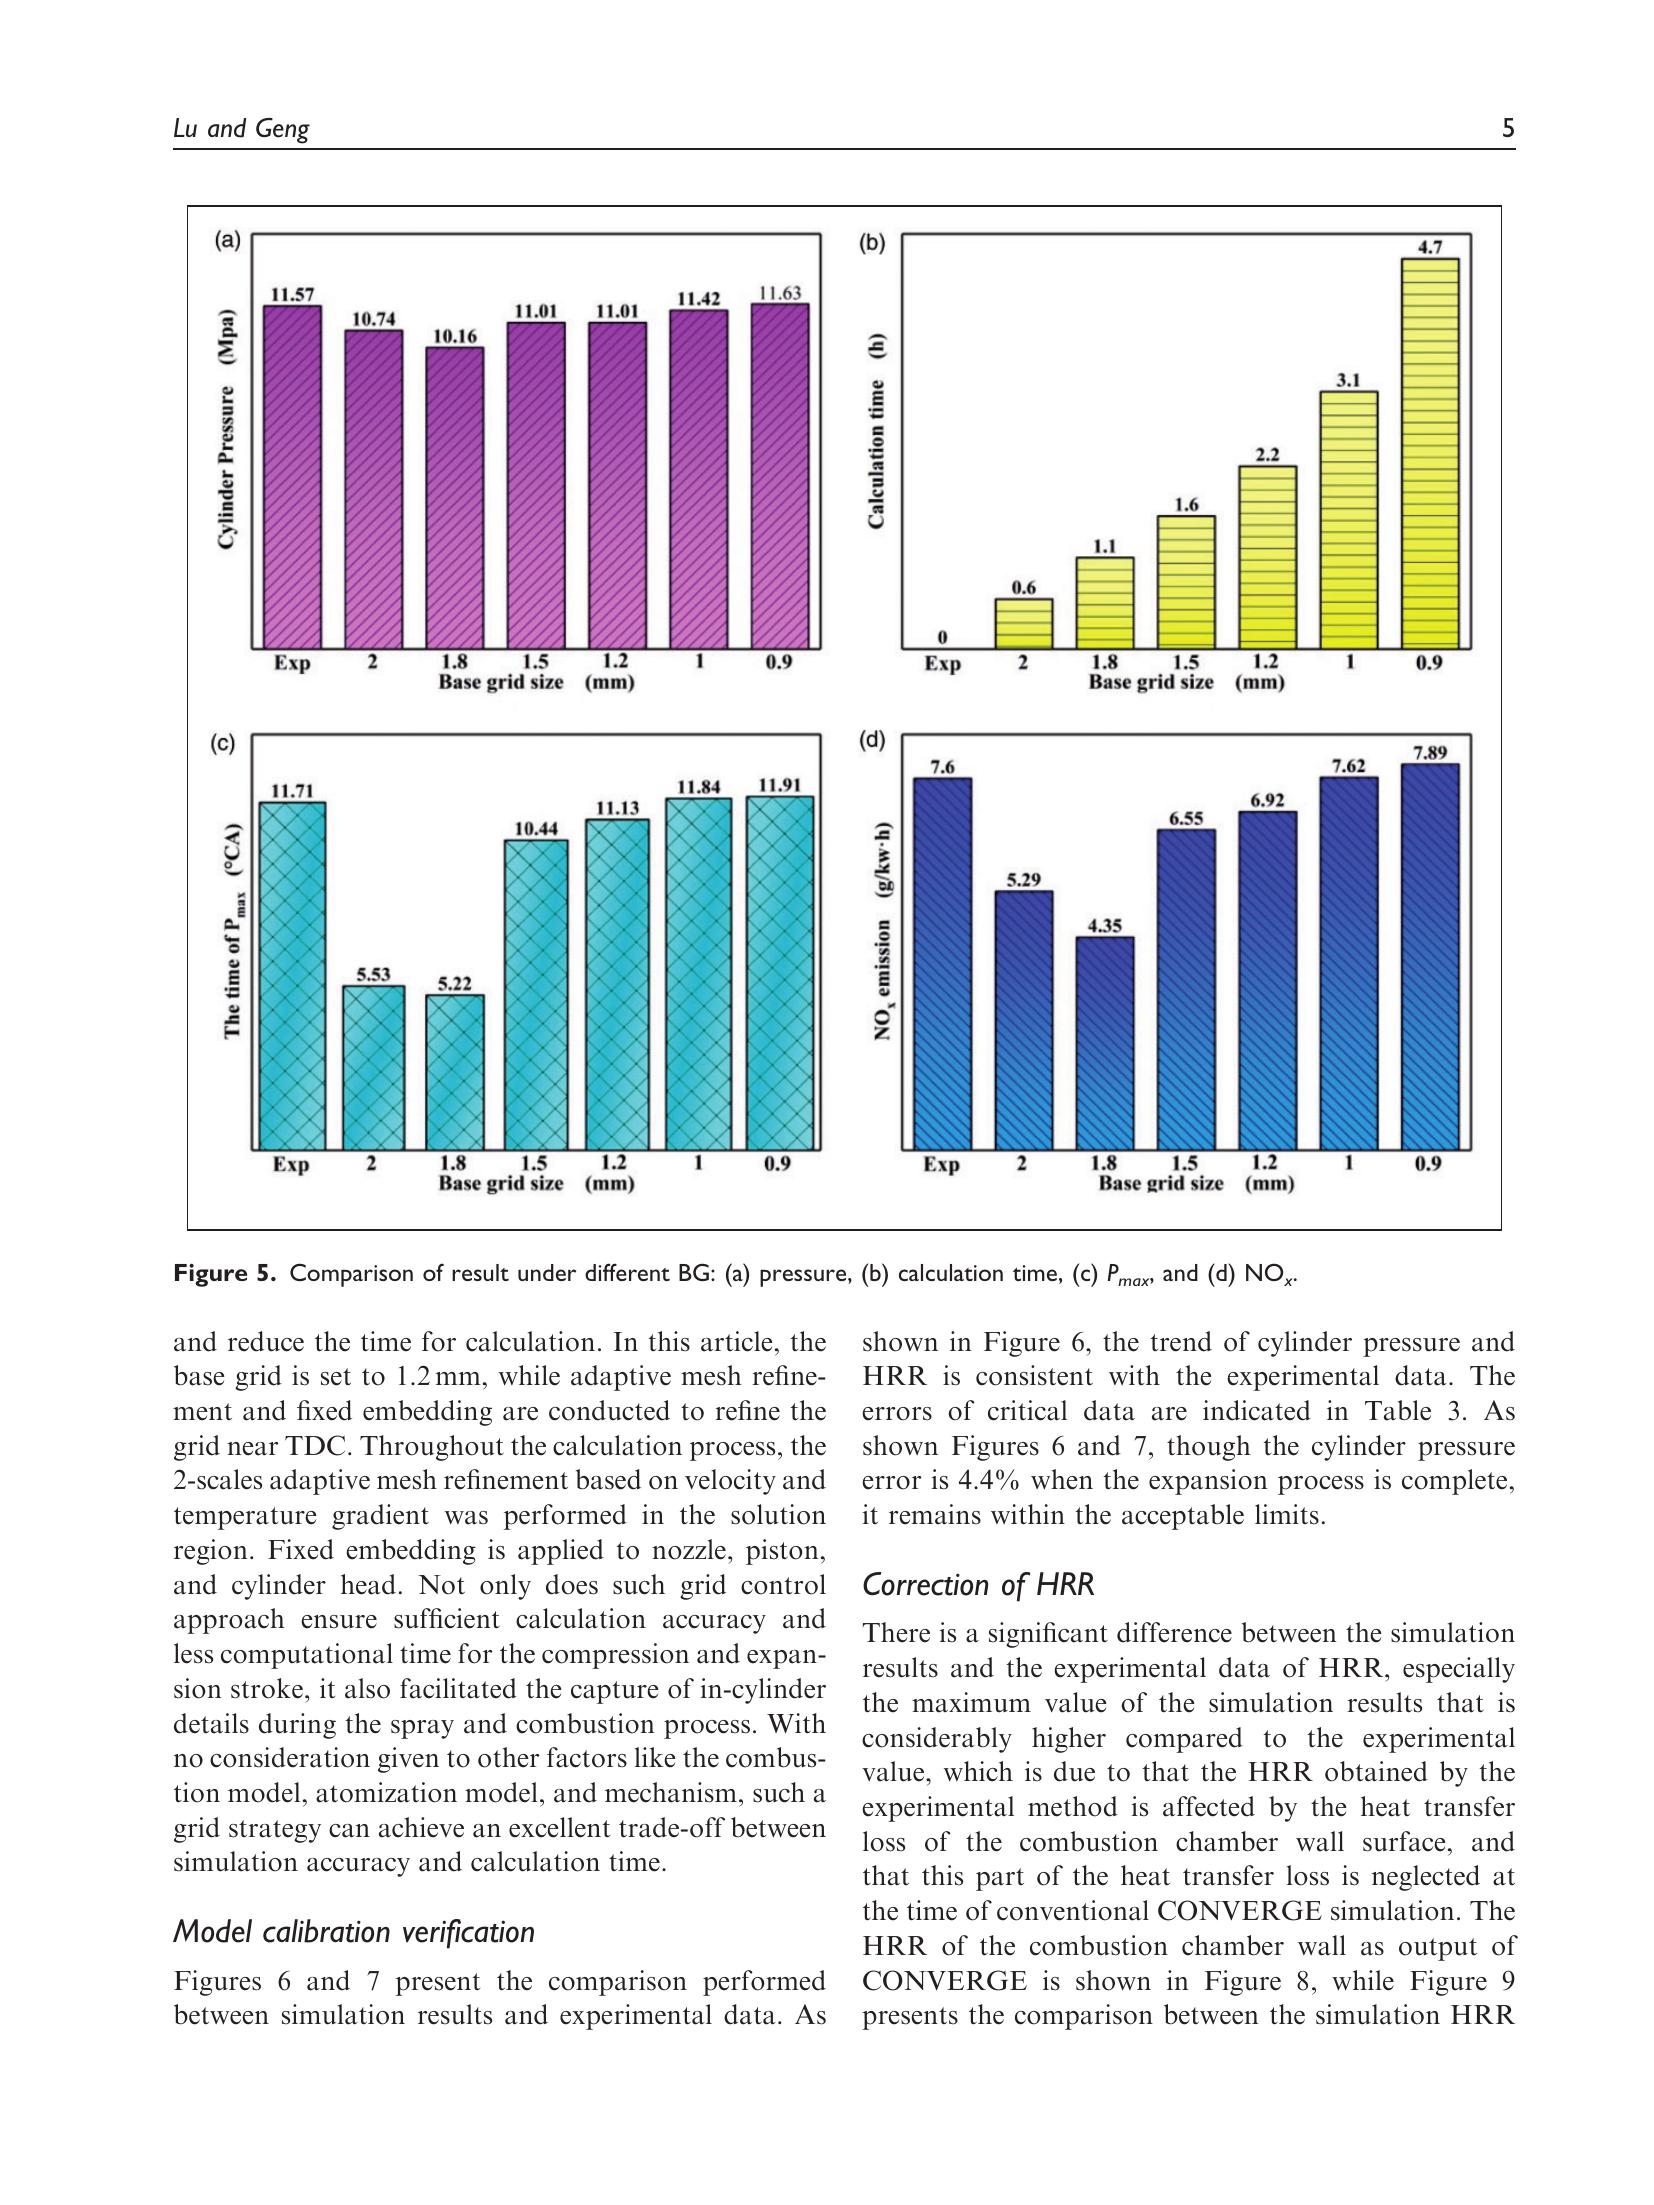 Lu and Geng 5
(a)
11.57 10.74 10.16 11.01 11.01 11.42 11.63
Cylinder Pressure (Mpa)
Exp 2 1.8 1.5 1.2 1 0.9
Base grid size (mm)
(b)
0 0.6 1.1 1.6 2.2 3.1 4.7
Calculation time (h)
Exp 2 1.8 1.5 1.2 1 0.9
Base grid size (mm)
(c)
11.71 5.53 5.22 10.44 11.13 11.84 11.91
The time of Pmax (°CA)
Exp 2 1.8 1.5 1.2 1 0.9
Base grid size (mm)
(d)
7.6 5.29 4.35 6.55 6.92 7.62 7.89
NOx emission (g/kw·h)
Exp 2 1.8 1.5 1.2 1 0.9
Base grid size (mm)
Figure 5. Comparison of result under different BG: (a) pressure, (b) calculation time, (c) Pmax, and (d) NOx.
and reduce the time for calculation. In this article, the
base grid is set to 1.2 mm, while adaptive mesh refine-
ment and fixed embedding are conducted to refine the
grid near TDC. Throughout the calculation process, the
2-scales adaptive mesh refinement based on velocity and
temperature gradient was performed in the solution
region. Fixed embedding is applied to nozzle, piston,
and cylinder head. Not only does such grid control
approach ensure sufficient calculation accuracy and
less computational time for the compression and expan-
sion stroke, it also facilitated the capture of in-cylinder
details during the spray and combustion process. With
no consideration given to other factors like the combus-
tion model, atomization model, and mechanism, such a
grid strategy can achieve an excellent trade-off between
simulation accuracy and calculation time.
Model calibration verification
Figures 6 and 7 present the comparison performed
between simulation results and experimental data. As
shown in Figure 6, the trend of cylinder pressure and
HRR is consistent with the experimental data. The
errors of critical data are indicated in Table 3. As
shown Figures 6 and 7, though the cylinder pressure
error is 4.4% when the expansion process is complete,
it remains within the acceptable limits.
Correction of HRR
There is a significant difference between the simulation
results and the experimental data of HRR, especially
the maximum value of the simulation results that is
considerably higher compared to the experimental
value, which is due to that the HRR obtained by the
experimental method is affected by the heat transfer
loss of the combustion chamber wall surface, and
that this part of the heat transfer loss is neglected at
the time of conventional CONVERGE simulation. The
HRR of the combustion chamber wall as output of
CONVERGE is shown in Figure 8, while Figure 9
presents the comparison between the simulation HRR